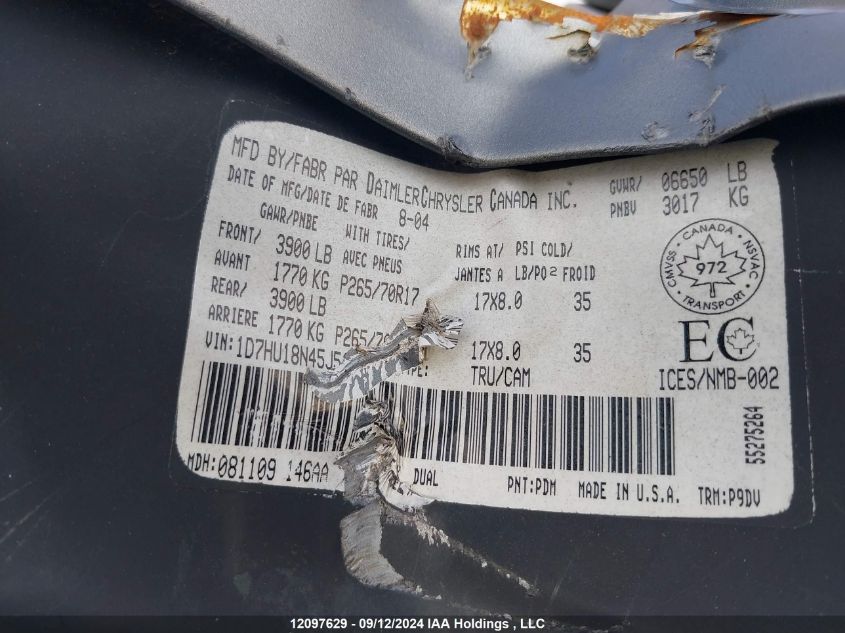 MFD BY/FABR PAR DAIMLERCHRYSLER CANADA INC.
DATE OF MFG/DATE DE FABR 8-04
GVWR/ 06650 LB
PNBV 3017 KG
GAWR/PNBE WITH TIRES/ RIMS AT/ PSI COLD/
AVEC PNEUS JANTES A LB/PO2 FROID
FRONT/ 3900 LB
AVANT 1770 KG P265/70R17 17X8.0 35
REAR/ 3900 LB
ARRIERE 1770 KG 17X8.0 35
VIN: TRU/CAM
CANADA
CMVSS 972 NSVAC
TRANSPORT
EC
ICES/NMB-002
55275264
MDH:081109 146AA DUAL PNT:PDM MADE IN U.S.A. TRM:P9DV
12097629 - 09/12/2024 IAA Holdings , LLC